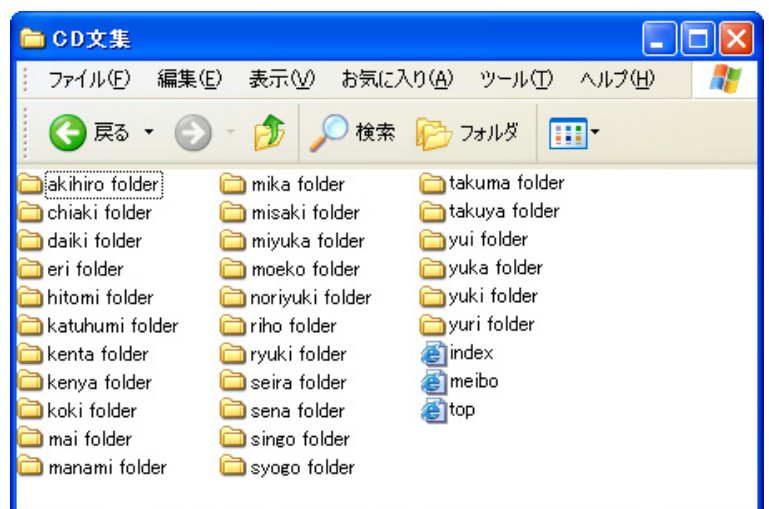 CD文集
ファイル(F) 編集(E) 表示(V) お気に入り(A) ツール(T) ヘルプ(H)
戻る 検索 フォルダ
akihiro folder
chiaki folder
daiki folder
eri folder
hitomi folder
katuhumi folder
kenta folder
kenya folder
koki folder
mai folder
manami folder
mika folder
misaki folder
miyuka folder
moeko folder
noriyuki folder
riho folder
ryuki folder
seira folder
sena folder
singo folder
syogo folder
takuma folder
takuya folder
yui folder
yuka folder
yuki folder
yuri folder
index
meibo
top